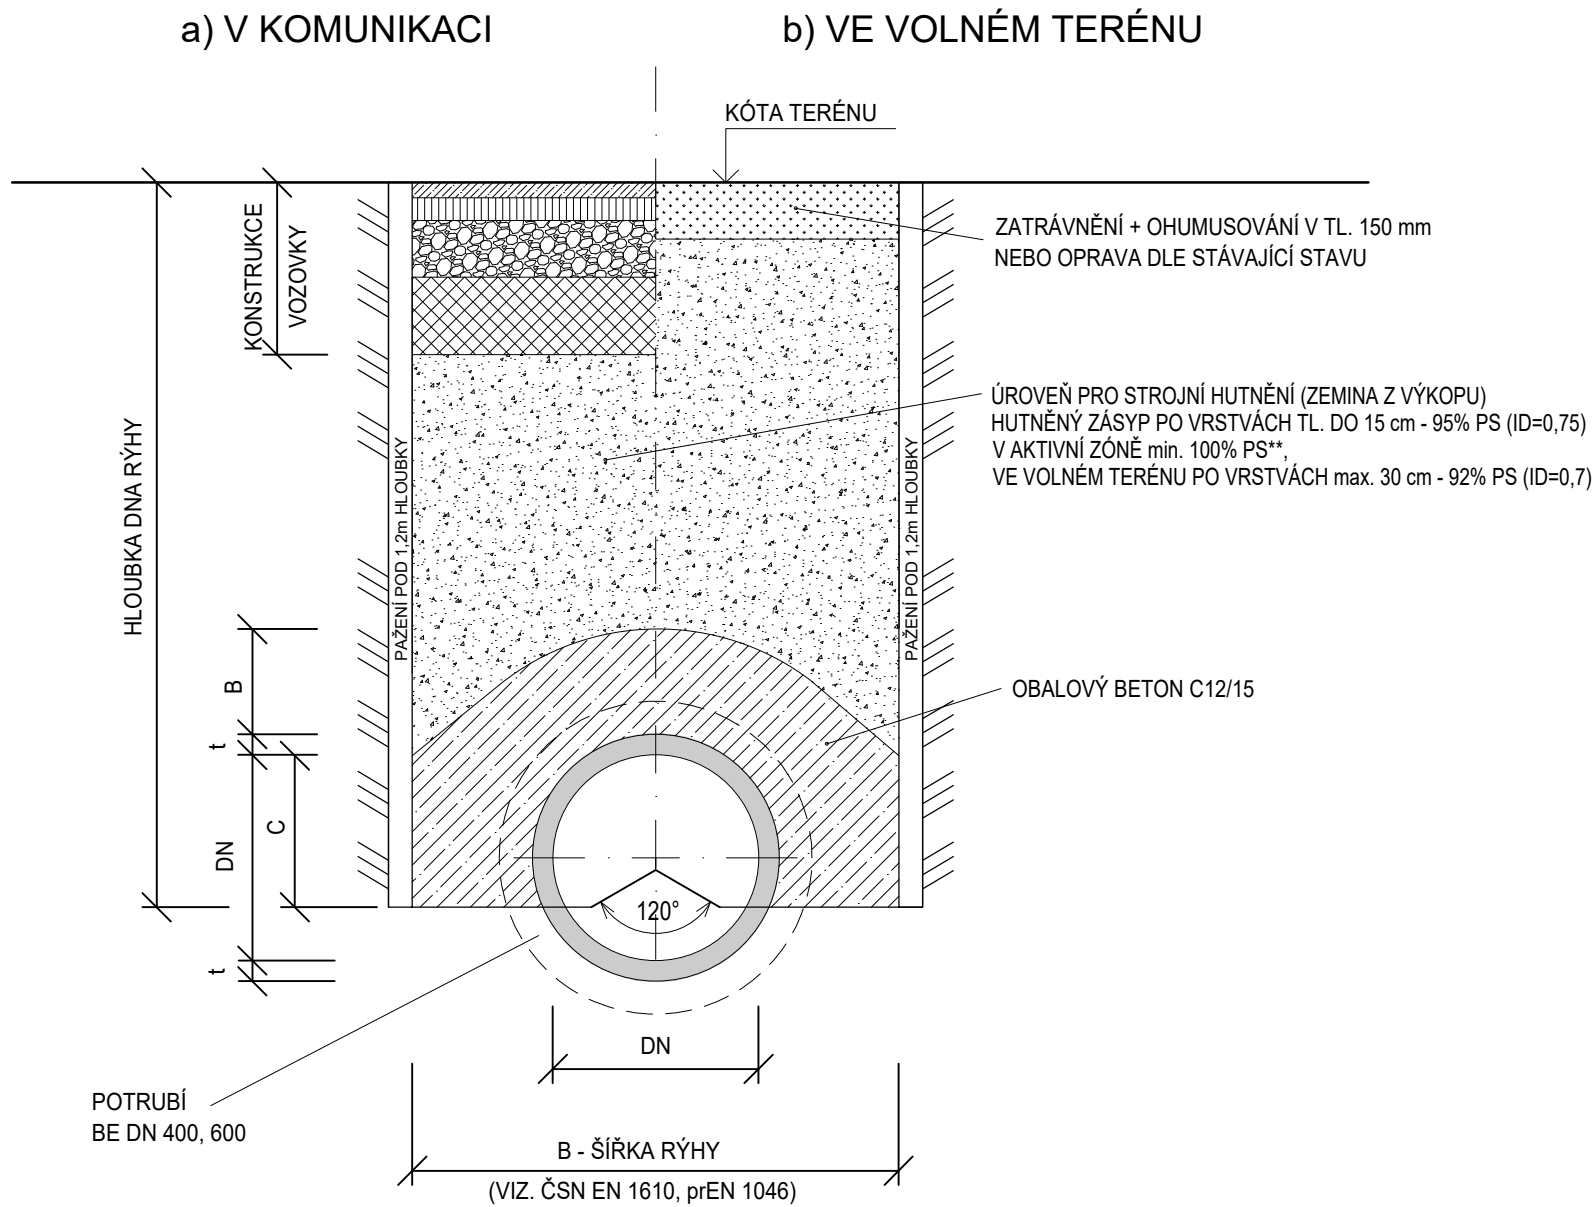 a) V KOMUNIKACI
b) VE VOLNÉM TERÉNU
KÓTA TERÉNU
KONSTRUKCE
VOZOVKY
ZATRÁVNĚNÍ + OHUMUSOVÁNÍ V TL. 150 mm
NEBO OPRAVA DLE STÁVAJÍCÍ STAVU
ÚROVEŇ PRO STROJNÍ HUTNĚNÍ (ZEMINA Z VÝKOPU)
HUTNĚNÝ ZÁSYP PO VRSTVÁCH TL. DO 15 cm - 95% PS (ID=0,75)
V AKTIVNÍ ZÓNĚ min. 100% PS**,
VE VOLNÉM TERÉNU PO VRSTVÁCH max. 30 cm - 92% PS (ID=0,7)
HLOUBKA DNA RÝHY
PAŽENÍ POD 1,2m HLOUBKY
PAŽENÍ POD 1,2m HLOUBKY
B
t
C
DN
t
OBALOVÝ BETON C12/15
120°
DN
POTRUBÍ
BE DN 400, 600
B - ŠÍŘKA RÝHY
(VIZ. ČSN EN 1610, prEN 1046)